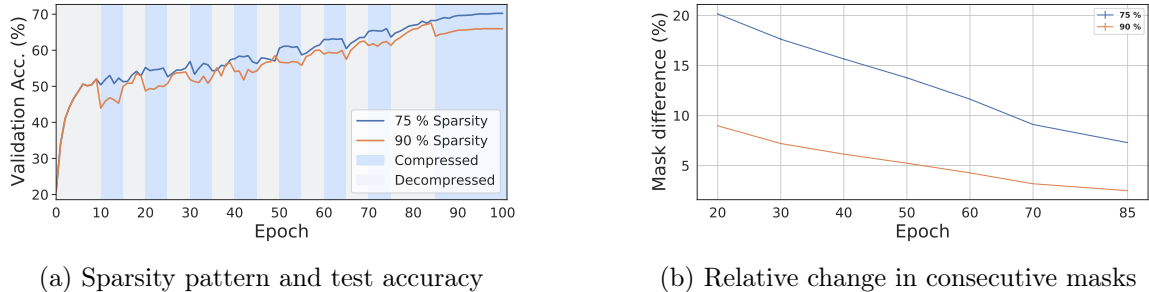 Validation Acc. (%)
70
60
50
40
30
20
75 % Sparsity
90 % Sparsity
Compressed
Decompressed
0 10 20 30 40 50 60 70 80 90 100
Epoch
(a) Sparsity pattern and test accuracy
Mask difference (%)
20
15
10
5
75 %
90 %
20 30 40 50 60 70 85
Epoch
(b) Relative change in consecutive masks